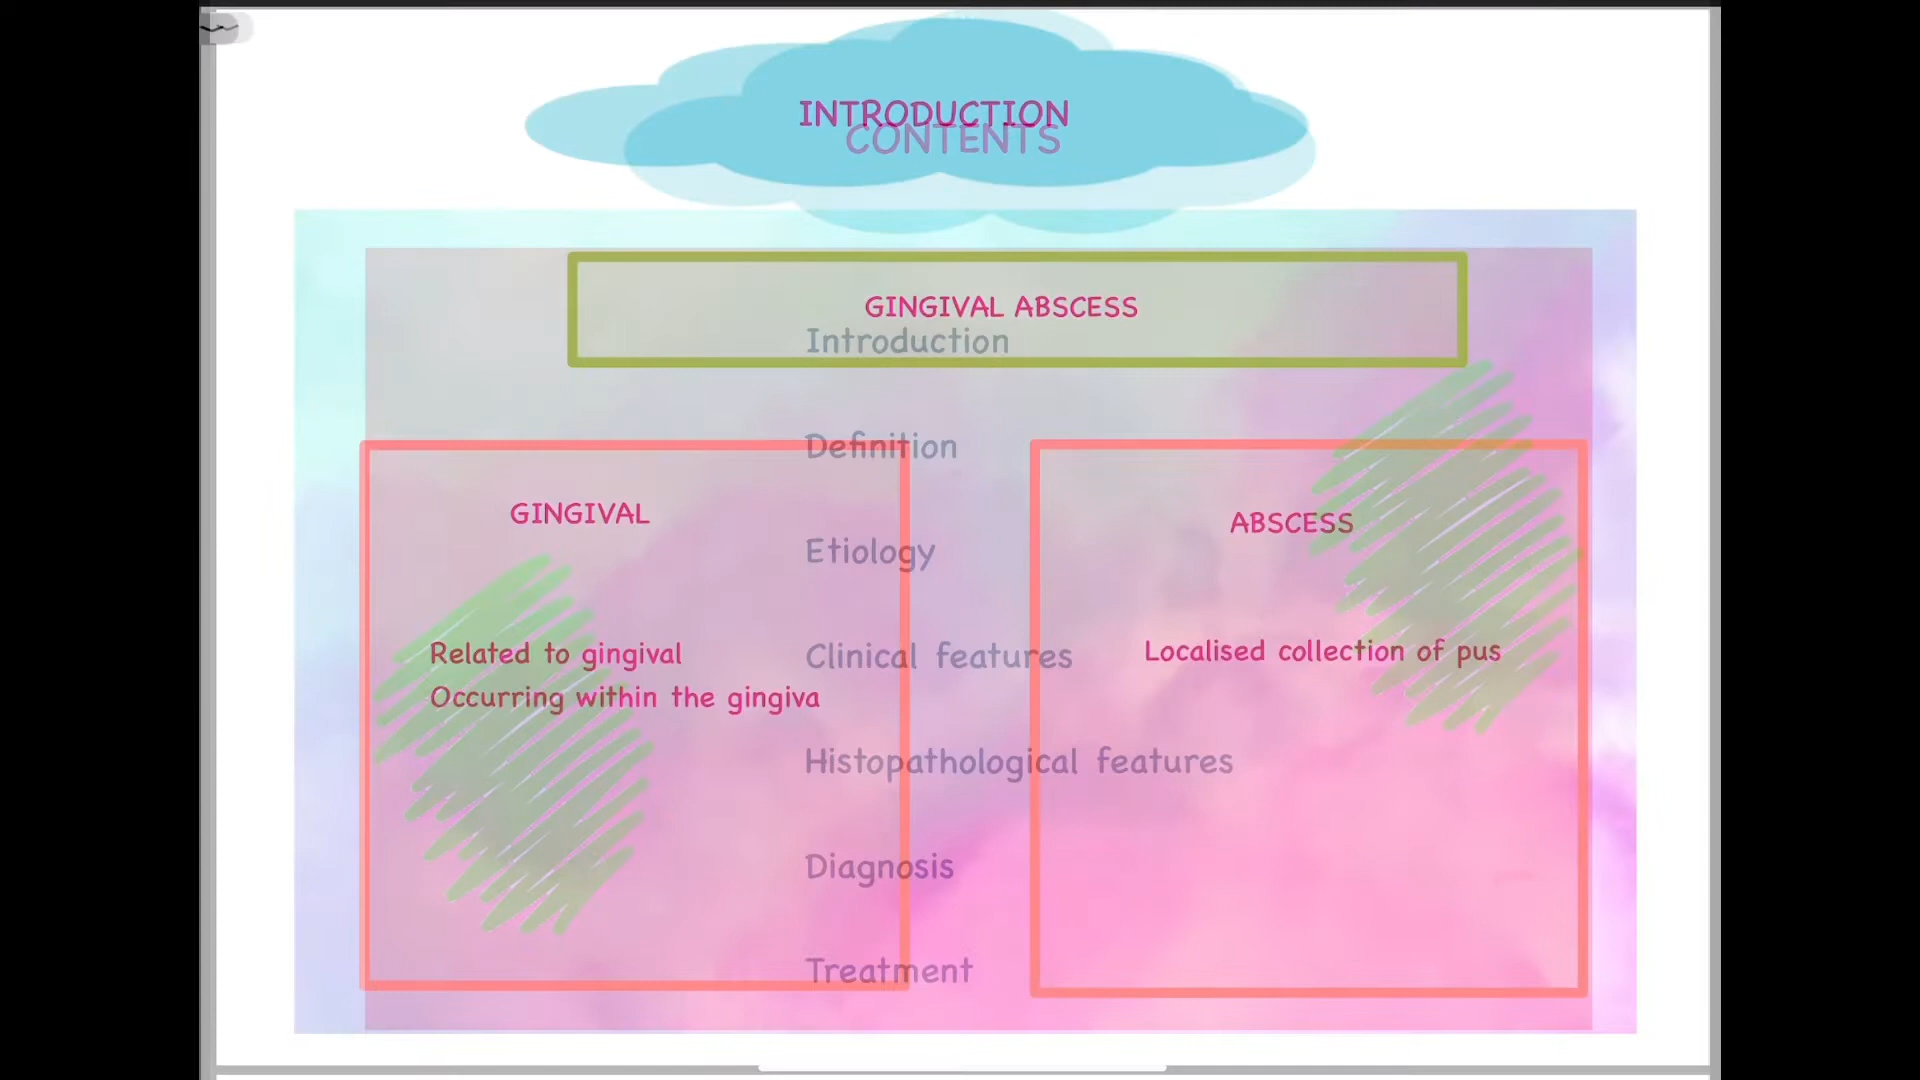 INTRODUCTION
CONTENTS
GINGIVAL ABSCESS
Introduction
Definition
GINGIVAL
ABSCESS
Etiology
Related to gingival
Occurring within the gingiva
Localised collection of pus
Clinical features
Histopathological features
Diagnosis
Treatment